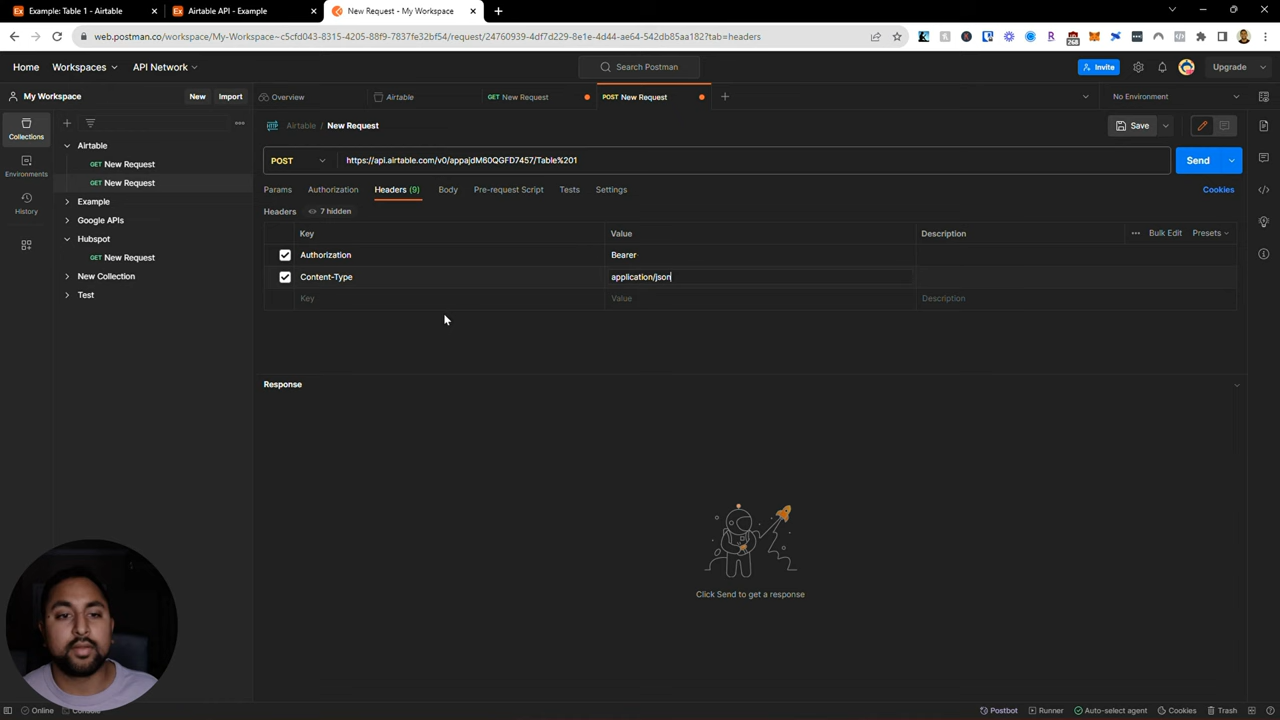 Example: Table 1 - Airtable
Airtable API - Example
New Request - My Workspace
web.postman.co/workspace/My-Workspace~c5cfd043-8315-4205-88f9-7837fe32bf54/request/24760939-4df7d229-8e1e-4d44-ae64-542db85aa182?tab=headers
268
Home
Workspaces
API Network
Search Postman
Invite
Upgrade
My Workspace
New
Import
Overview
Airtable
GET New Request
POST New Request
No Environment
Collections
Environments
History
Airtable
GET New Request
GET New Request
Example
Google APIs
Hubspot
GET New Request
New Collection
Test
HTTP
Airtable / New Request
Save
POST
https://api.airtable.com/v0/appajdM60QGFD7457/Table%201
Send
Params
Authorization
Headers (9)
Body
Pre-request Script
Tests
Settings
Cookies
Headers
7 hidden
Key
Value
Description
Bulk Edit
Presets
Authorization
Bearer
Content-Type
application/json
Key
Value
Description
Response
Click Send to get a response
Online
Console
Postbot
Runner
Auto-select agent
Cookies
Trash